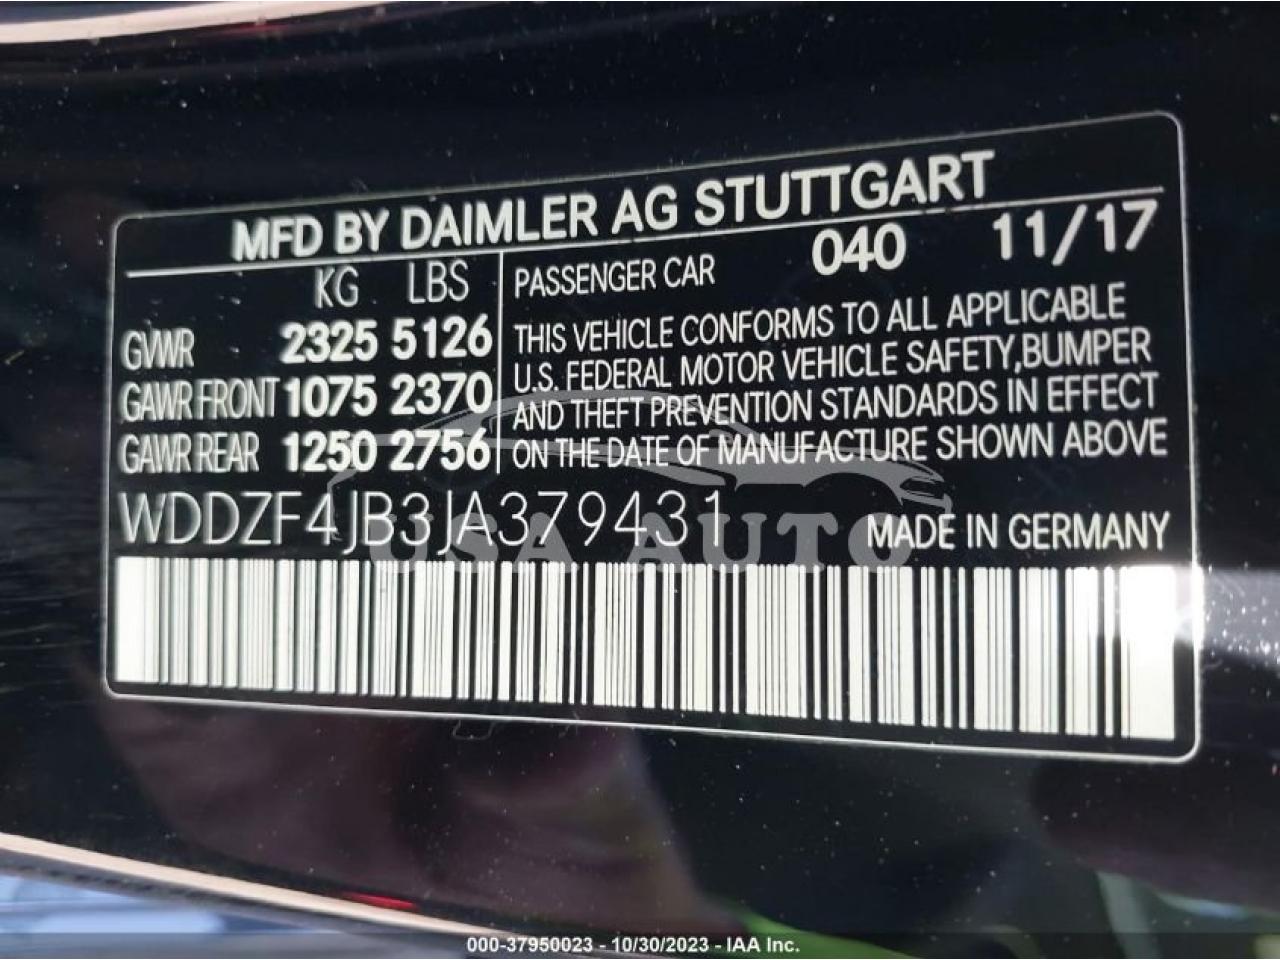 MFD BY DAIMLER AG STUTTGART
KG LBS
GVWR 2325 5126
GAWR FRONT 1075 2370
GAWR REAR 1250 2756
PASSENGER CAR 040 11/17
THIS VEHICLE CONFORMS TO ALL APPLICABLE
U.S. FEDERAL MOTOR VEHICLE SAFETY,BUMPER
AND THEFT PREVENTION STANDARDS IN EFFECT
ON THE DATE OF MANUFACTURE SHOWN ABOVE
WDDZF4JB3JA379431 MADE IN GERMANY
USA AUTO
000-37950023 - 10/30/2023 - IAA Inc.